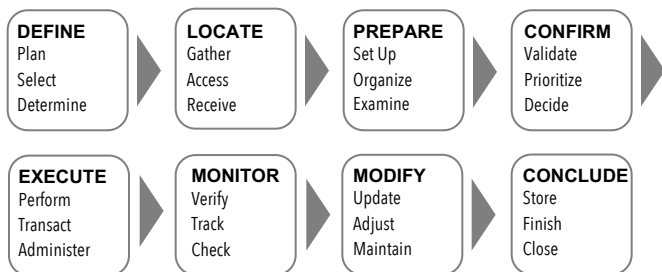 DEFINE
Plan
Select
Determine
LOCATE
Gather
Access
Receive
PREPARE
Set Up
Organize
Examine
CONFIRM
Validate
Prioritize
Decide
EXECUTE
Perform
Transact
Administer
MONITOR
Verify
Track
Check
MODIFY
Update
Adjust
Maintain
CONCLUDE
Store
Finish
Close